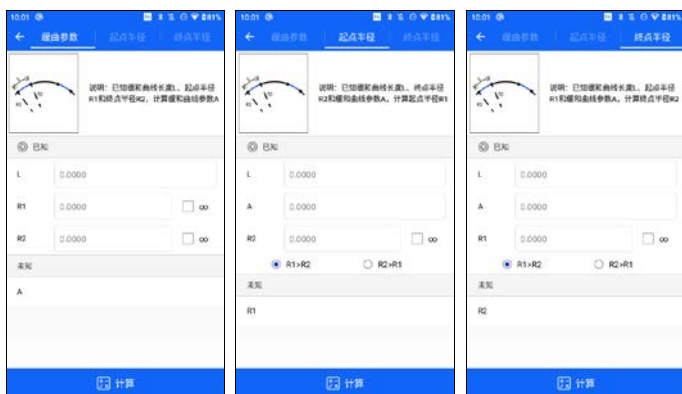 10:01
81%
← 缓曲参数 起点半径 终点半径
说明：已知缓和曲线长度L、起点半径
R1和终点半径R2，计算缓和曲线参数A
已知
L 0.0000
R1 0.0000 ∞
R2 0.0000 ∞
未知
A
计算
10:01
81%
← 缓曲参数 起点半径 终点半径
说明：已知缓和曲线长度L、终点半径
R2和缓和曲线参数A，计算起点半径R1
已知
L 0.0000
A 0.0000
R2 0.0000 ∞
R1>R2 R2>R1
未知
R1
计算
10:01
81%
← 缓曲参数 起点半径 终点半径
说明：已知缓和曲线长度L、起点半径
R1和缓和曲线参数A，计算终点半径R2
已知
L 0.0000
A 0.0000
R1 0.0000 ∞
R1>R2 R2>R1
未知
R2
计算